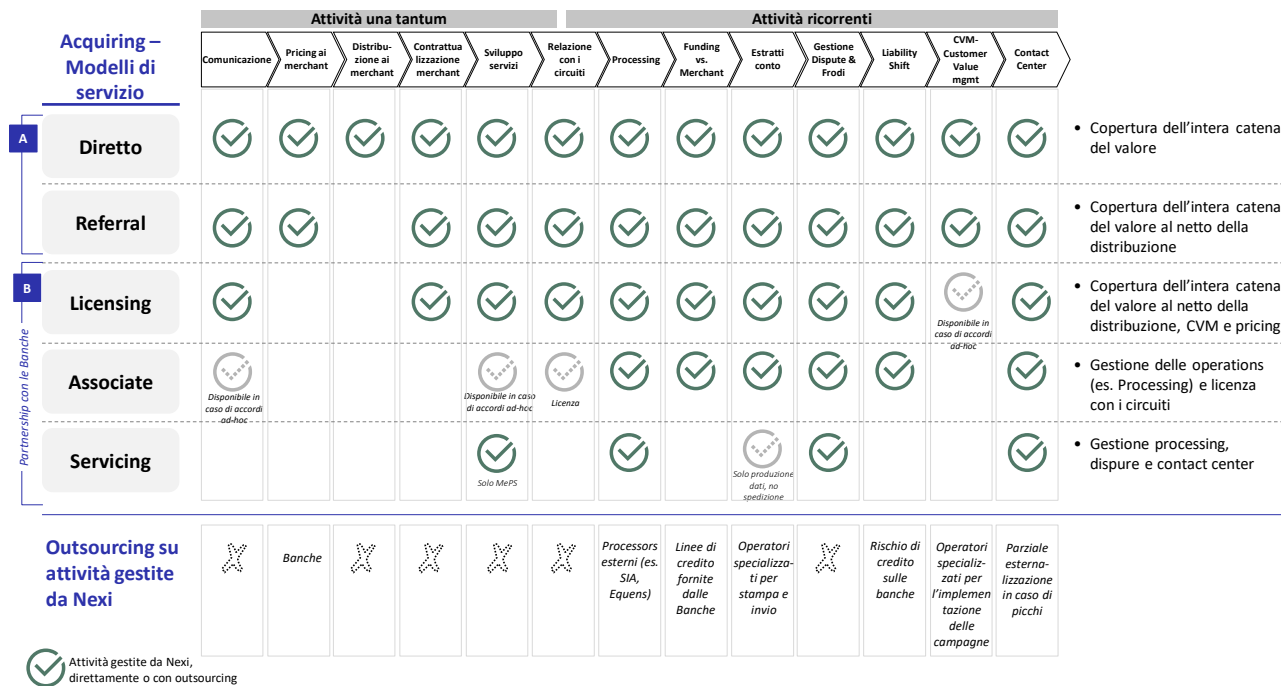 Attività una tantum
Attività ricorrenti
Acquiring –
Modelli di
servizio
Comunicazione
Pricing ai
merchant
Distribu-
zione ai
merchant
Contrattua
lizzazione
merchant
Sviluppo
servizi
Relazione
con i
circuiti
Processing
Funding
vs.
Merchant
Estratti
conto
Gestione
Dispute &
Frodi
Liability
Shift
CVM-
Customer
Value
mgmt
Contact
Center
A
Diretto
• Copertura dell'intera catena
del valore
Referral
• Copertura dell'intera catena
del valore al netto della
distribuzione
B
Partnership con le Banche
Licensing
Disponibile in
caso di accordi
ad-hoc
• Copertura dell'intera catena
del valore al netto della
distribuzione, CVM e pricing
Associate
Disponibile in
caso di accordi
ad-hoc
Disponibile in caso
di accordi ad-hoc
Licenza
• Gestione delle operations
(es. Processing) e licenza
con i circuiti
Servicing
Solo MePS
Solo produzione
dati, no
spedizione
• Gestione processing,
dispure e contact center
Outsourcing su
attività gestite
da Nexi
X
Banche
X
X
X
X
Processors
esterni (es.
SIA,
Equens)
Linee di
credito
fornite
dalle
Banche
Operatori
specializza-
ti per
stampa e
invio
X
Rischio di
credito
sulle
banche
Operatori
specializ-
zati per
l'implemen
tazione
delle
campagne
Parziale
esterna-
lizzazione
in caso di
picchi
Attività gestite da Nexi,
direttamente o con outsourcing